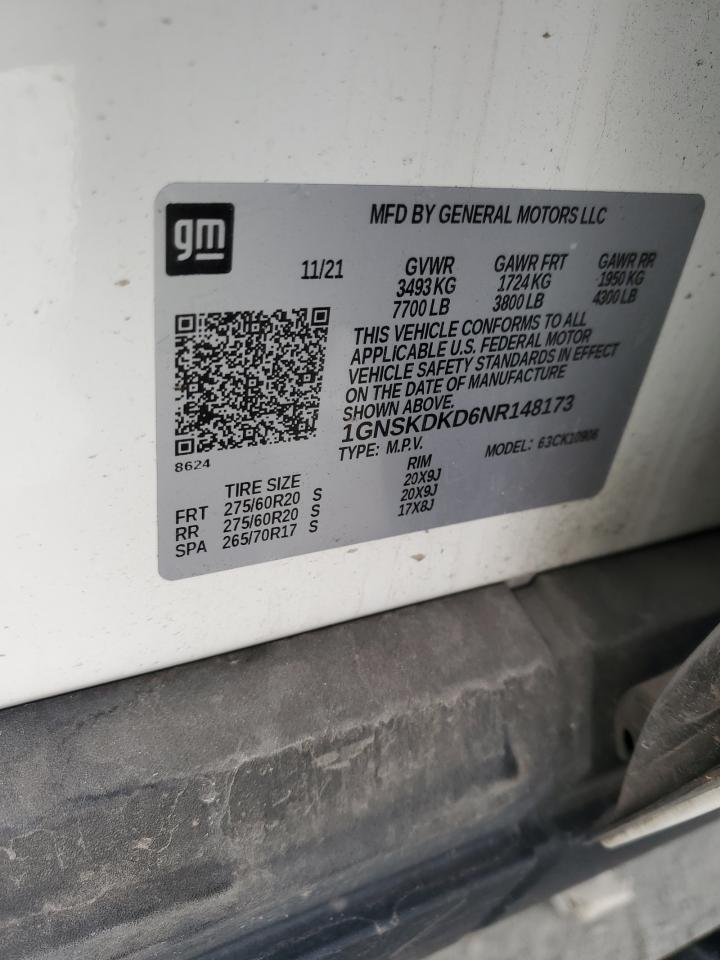 gm
MFD BY GENERAL MOTORS LLC
11/21
GVWR GAWR FRT GAWR RR
3493 KG 1724 KG 1950 KG
7700 LB 3800 LB 4300 LB
THIS VEHICLE CONFORMS TO ALL
APPLICABLE U.S. FEDERAL MOTOR
VEHICLE SAFETY STANDARDS IN EFFECT
ON THE DATE OF MANUFACTURE
SHOWN ABOVE.
1GNSKDKD6NR148173
TYPE: M.P.V. MODEL: 63CK10906
8624
TIRE SIZE RIM
FRT 275/60R20 S 20X9J
RR 275/60R20 S 20X9J
SPA 265/70R17 S 17X8J